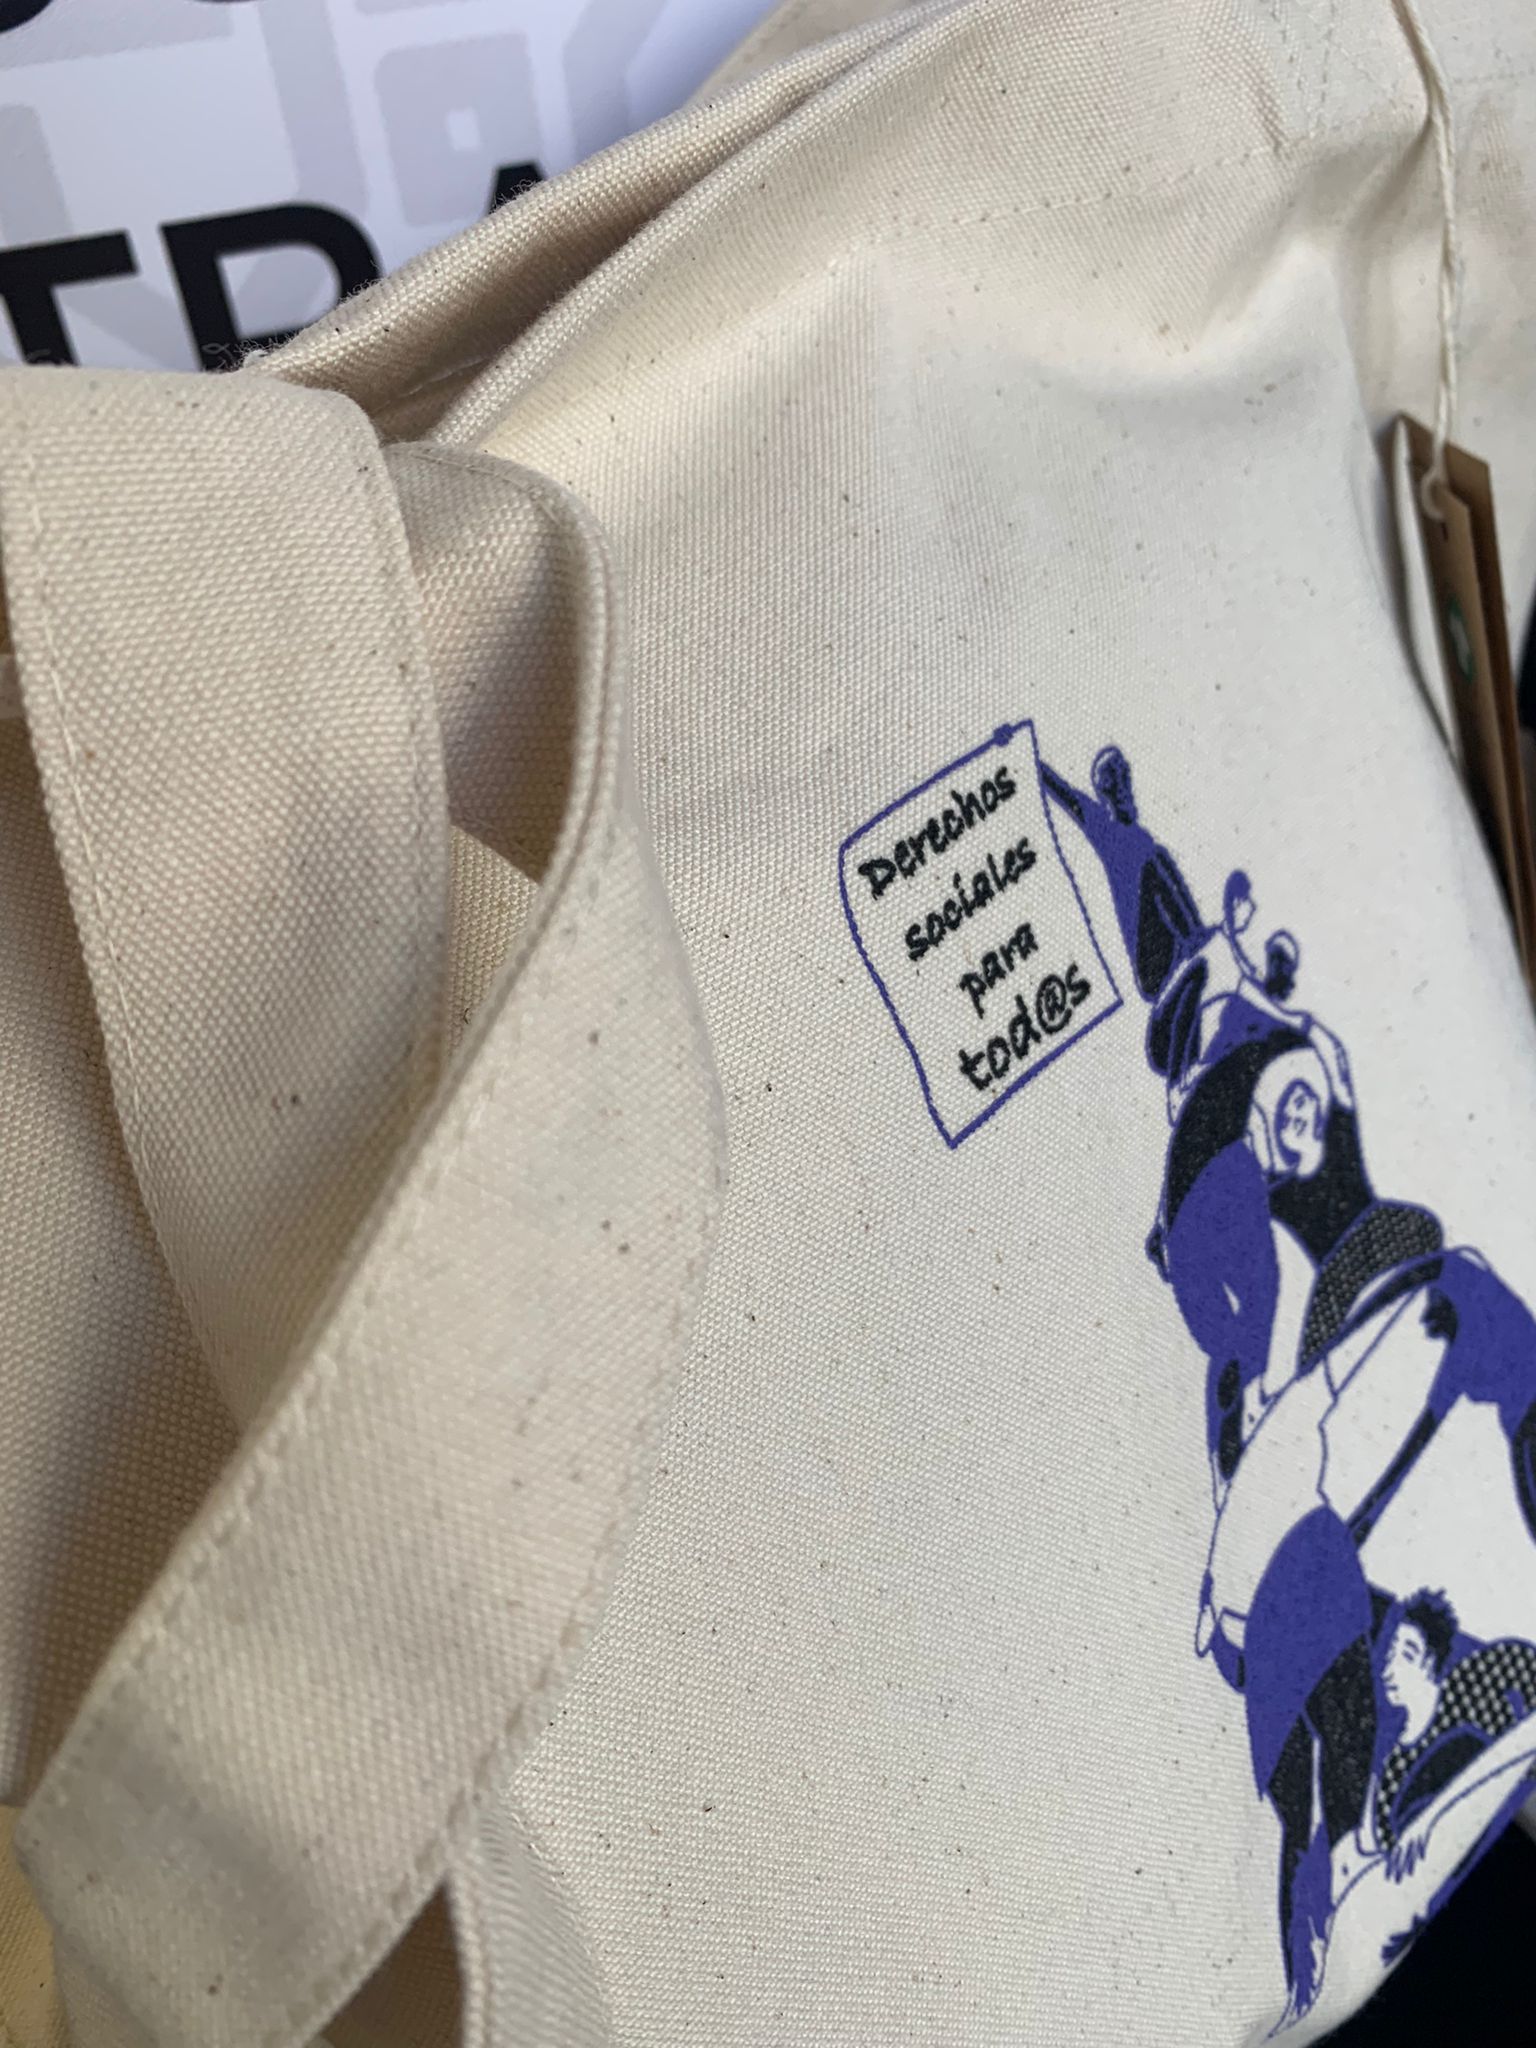 Derechos
sociales
para
tod@s